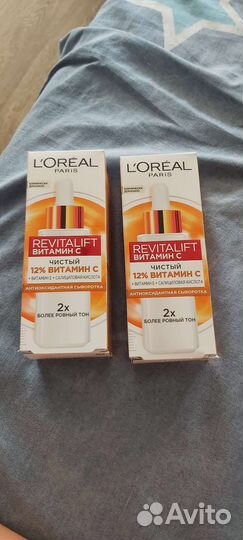 L'ORÉAL
PARIS
REVITALIFT
ВИТАМИН С
ЧИСТЫЙ
12% ВИТАМИН С
+ ВИТАМИН Е + САЛИЦИЛОВАЯ КИСЛОТА
АНТИОКСИДАНТНАЯ СЫВОРОТКА
2x
БОЛЕЕ РОВНЫЙ ТОН
L'ORÉAL
PARIS
REVITALIFT
ВИТАМИН С
ЧИСТЫЙ
12% ВИТАМИН С
+ ВИТАМИН Е + САЛИЦИЛОВАЯ КИСЛОТА
АНТИОКСИДАНТНАЯ СЫВОРОТКА
2x
БОЛЕЕ РОВНЫЙ ТОН
Avito